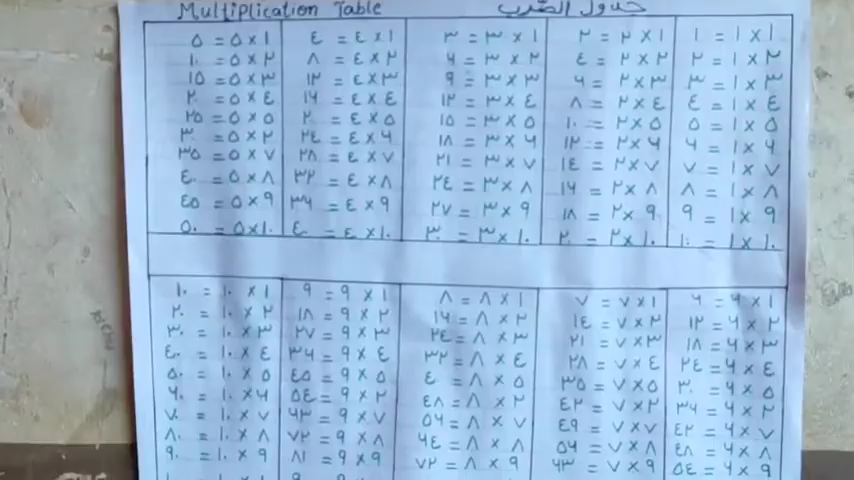 Multiplication Table
جدول الضرب
١ × ١ = ١
٢ × ١ = ٢
٣ × ١ = ٣
٤ × ١ = ٤
٥ × ١ = ٥
٦ × ١ = ٦
٧ × ١ = ٧
٨ × ١ = ٨
٩ × ١ = ٩
١٠ × ١ = ١٠
١ × ٢ = ٢
٢ × ٢ = ٤
٣ × ٢ = ٦
٤ × ٢ = ٨
٥ × ٢ = ١٠
٦ × ٢ = ١٢
٧ × ٢ = ١٤
٨ × ٢ = ١٦
٩ × ٢ = ١٨
١٠ × ٢ = ٢٠
١ × ٣ = ٣
٢ × ٣ = ٦
٣ × ٣ = ٩
٤ × ٣ = ١٢
٥ × ٣ = ١٥
٦ × ٣ = ١٨
٧ × ٣ = ٢١
٨ × ٣ = ٢٤
٩ × ٣ = ٢٧
١٠ × ٣ = ٣٠
١ × ٤ = ٤
٢ × ٤ = ٨
٣ × ٤ = ١٢
٤ × ٤ = ١٦
٥ × ٤ = ٢٠
٦ × ٤ = ٢٤
٧ × ٤ = ٢٨
٨ × ٤ = ٣٢
٩ × ٤ = ٣٦
١٠ × ٤ = ٤٠
١ × ٥ = ٥
٢ × ٥ = ١٠
٣ × ٥ = ١٥
٤ × ٥ = ٢٠
٥ × ٥ = ٢٥
٢ × ٥ = ٣٠
٧ × ٥ = ٣٥
٨ × ٥ = ٤٠
٩ × ٥ = ٤٥
١٠ × ٥ = ٥٠
١ × ٦ = ٦
٢ × ٦ = ١٢
٣ × ٦ = ١٨
٤ × ٦ = ٢٤
٥ × ٦ = ٣٠
٢ × ٦ = ٣٦
٧ × ٦ = ٤٢
٨ × ٦ = ٤٨
٩ × ٦ = ٥٤
١ × ٧ = ٧
٢ × ٧ = ١٤
٣ × ٧ = ٢١
٤ × ٧ = ٢٨
٥ × ٧ = ٣٥
٢ × ٧ = ٤٢
٧ × ٧ = ٤٩
٨ × ٧ = ٥٦
٩ × ٧ = ٦٣
١ × ٨ = ٨
٢ × ٨ = ١٦
٣ × ٨ = ٢٤
٤ × ٨ = ٣٢
٥ × ٨ = ٤٠
٢ × ٨ = ٤٨
٧ × ٨ = ٥٦
٨ × ٨ = ٦٤
٩ × ٨ = ٧٢
١ × ٩ = ٩
٢ × ٩ = ١٨
٣ × ٩ = ٢٧
٤ × ٩ = ٣٦
٥ × ٩ = ٤٥
٢ × ٩ = ٥٤
٧ × ٩ = ٦٣
٨ × ٩ = ٧٢
٩ × ٩ = ٨١
١ × ١٠ = ١٠
٢ × ١٠ = ٢٠
٣ × ١٠ = ٣٠
٤ × ١٠ = ٤٠
٥ × ١٠ = ٥٠
٦ × ١٠ = ٦٠
٧ × ١٠ = ٧٠
٨ × ١٠ = ٨٠
٩ × ١٠ = ٩٠